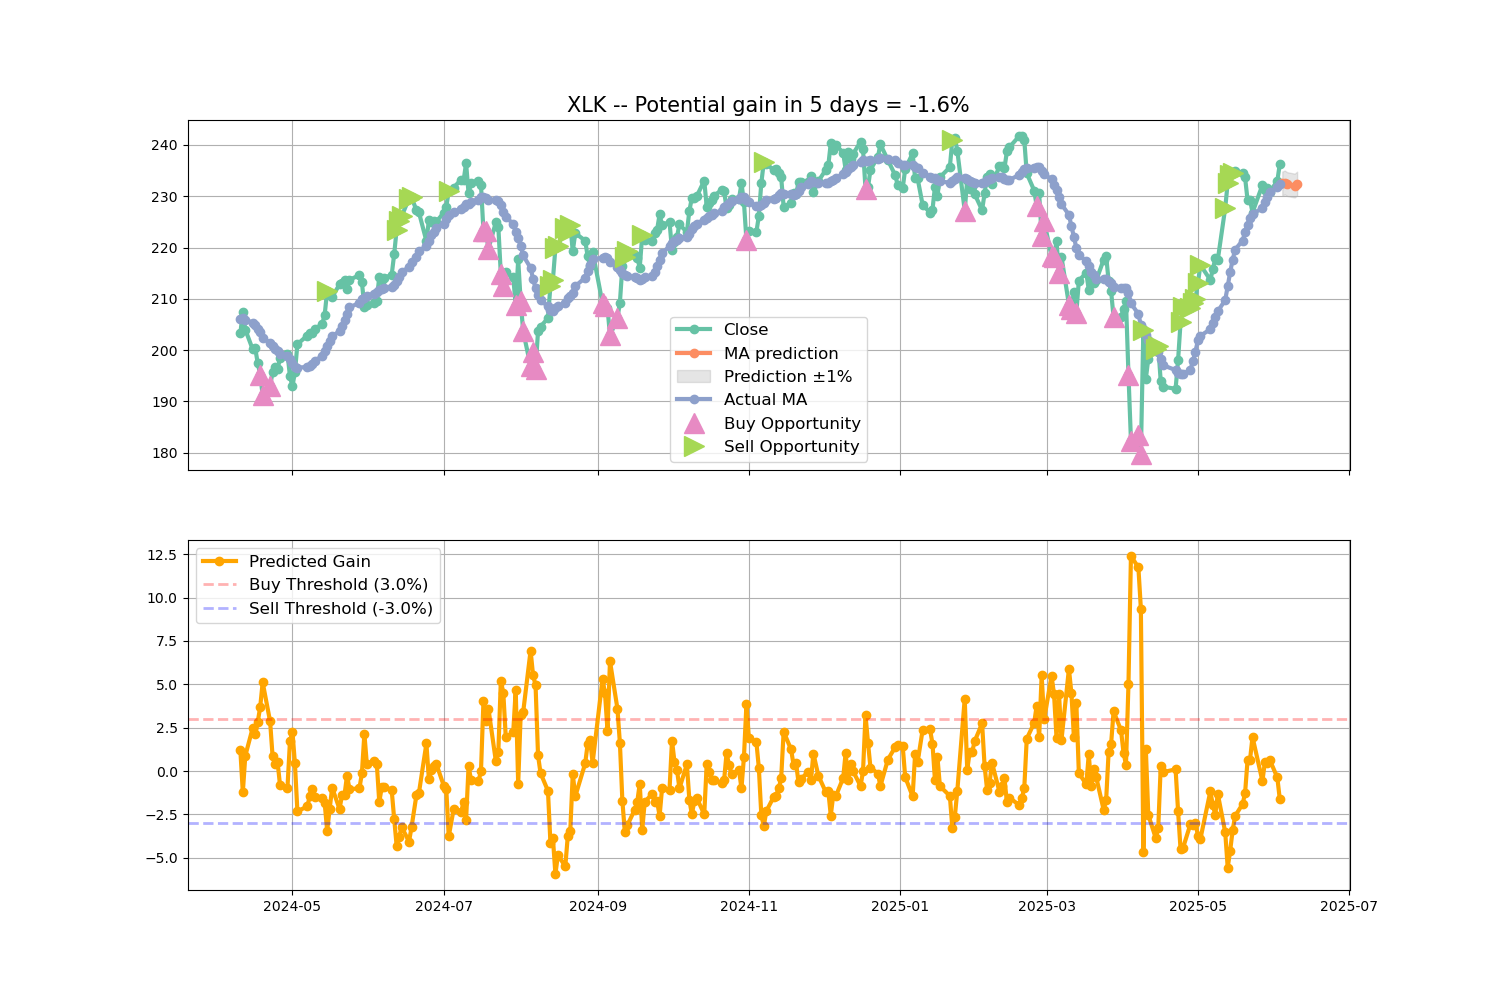 XLK -- Potential gain in 5 days = -1.6%
240
230
220
210
200
190
180
Close
MA prediction
Prediction ±1%
Actual MA
Buy Opportunity
Sell Opportunity
12.5
10.0
7.5
5.0
2.5
0.0
−2.5
−5.0
Predicted Gain
Buy Threshold (3.0%)
Sell Threshold (-3.0%)
2024-05
2024-07
2024-09
2024-11
2025-01
2025-03
2025-05
2025-07